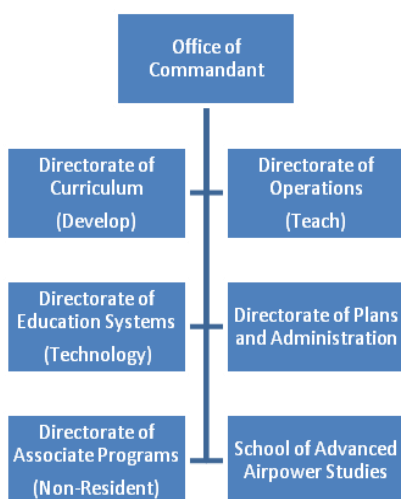 Office of
Commandant
Directorate of
Curriculum
(Develop)
Directorate of
Operations
(Teach)
Directorate of
Education Systems
(Technology)
Directorate of Plans
and Administration
Directorate of
Associate Programs
(Non-Resident)
School of Advanced
Airpower Studies